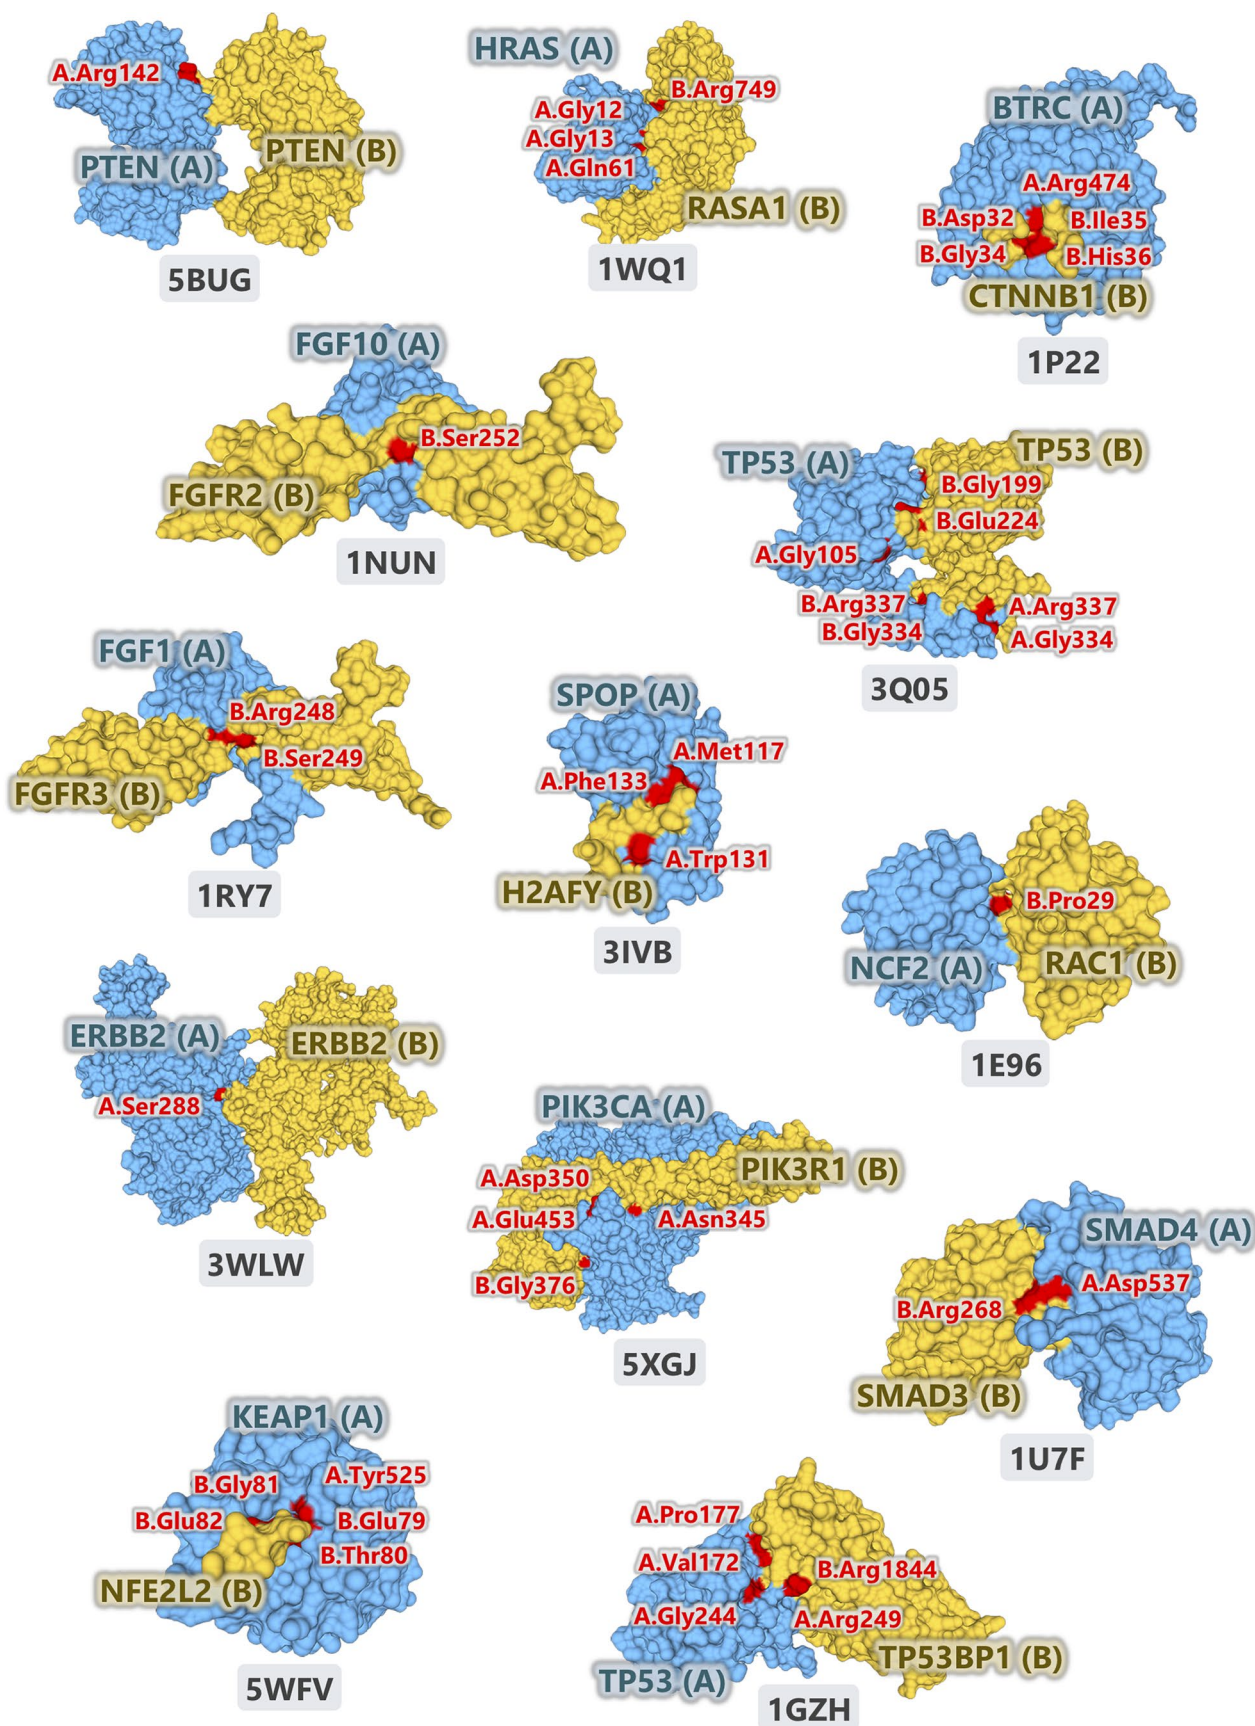 HRAS (A)
A.Arg142
B.Arg749
A.Gly12
A.Gly13
A.Gln61
PTEN (A)
PTEN (B)
RASA1 (B)
5BUG
1WQ1
BTRC (A)
A.Arg474
B.Asp32
B.Ile35
B.Gly34
B.His36
CTNNB1 (B)
1P22
FGF10 (A)
B.Ser252
FGFR2 (B)
1NUN
TP53 (A)
TP53 (B)
B.Gly199
B.Glu224
A.Gly105
B.Arg337
A.Arg337
B.Gly334
A.Gly334
3Q05
FGF1 (A)
B.Arg248
B.Ser249
FGFR3 (B)
1RY7
SPOP (A)
A.Met117
A.Phe133
A.Trp131
H2AFY (B)
3IVB
B.Pro29
NCF2 (A)
RAC1 (B)
1E96
ERBB2 (A)
ERBB2 (B)
A.Ser288
3WLW
PIK3CA (A)
PIK3R1 (B)
A.Asp350
A.Glu453
A.Asn345
B.Gly376
5XGJ
SMAD4 (A)
A.Asp537
B.Arg268
SMAD3 (B)
1U7F
KEAP1 (A)
B.Gly81
A.Tyr525
B.Glu82
B.Glu79
B.Thr80
NFE2L2 (B)
5WFV
A.Pro177
A.Val172
B.Arg1844
A.Gly244
A.Arg249
TP53BP1 (B)
TP53 (A)
1GZH